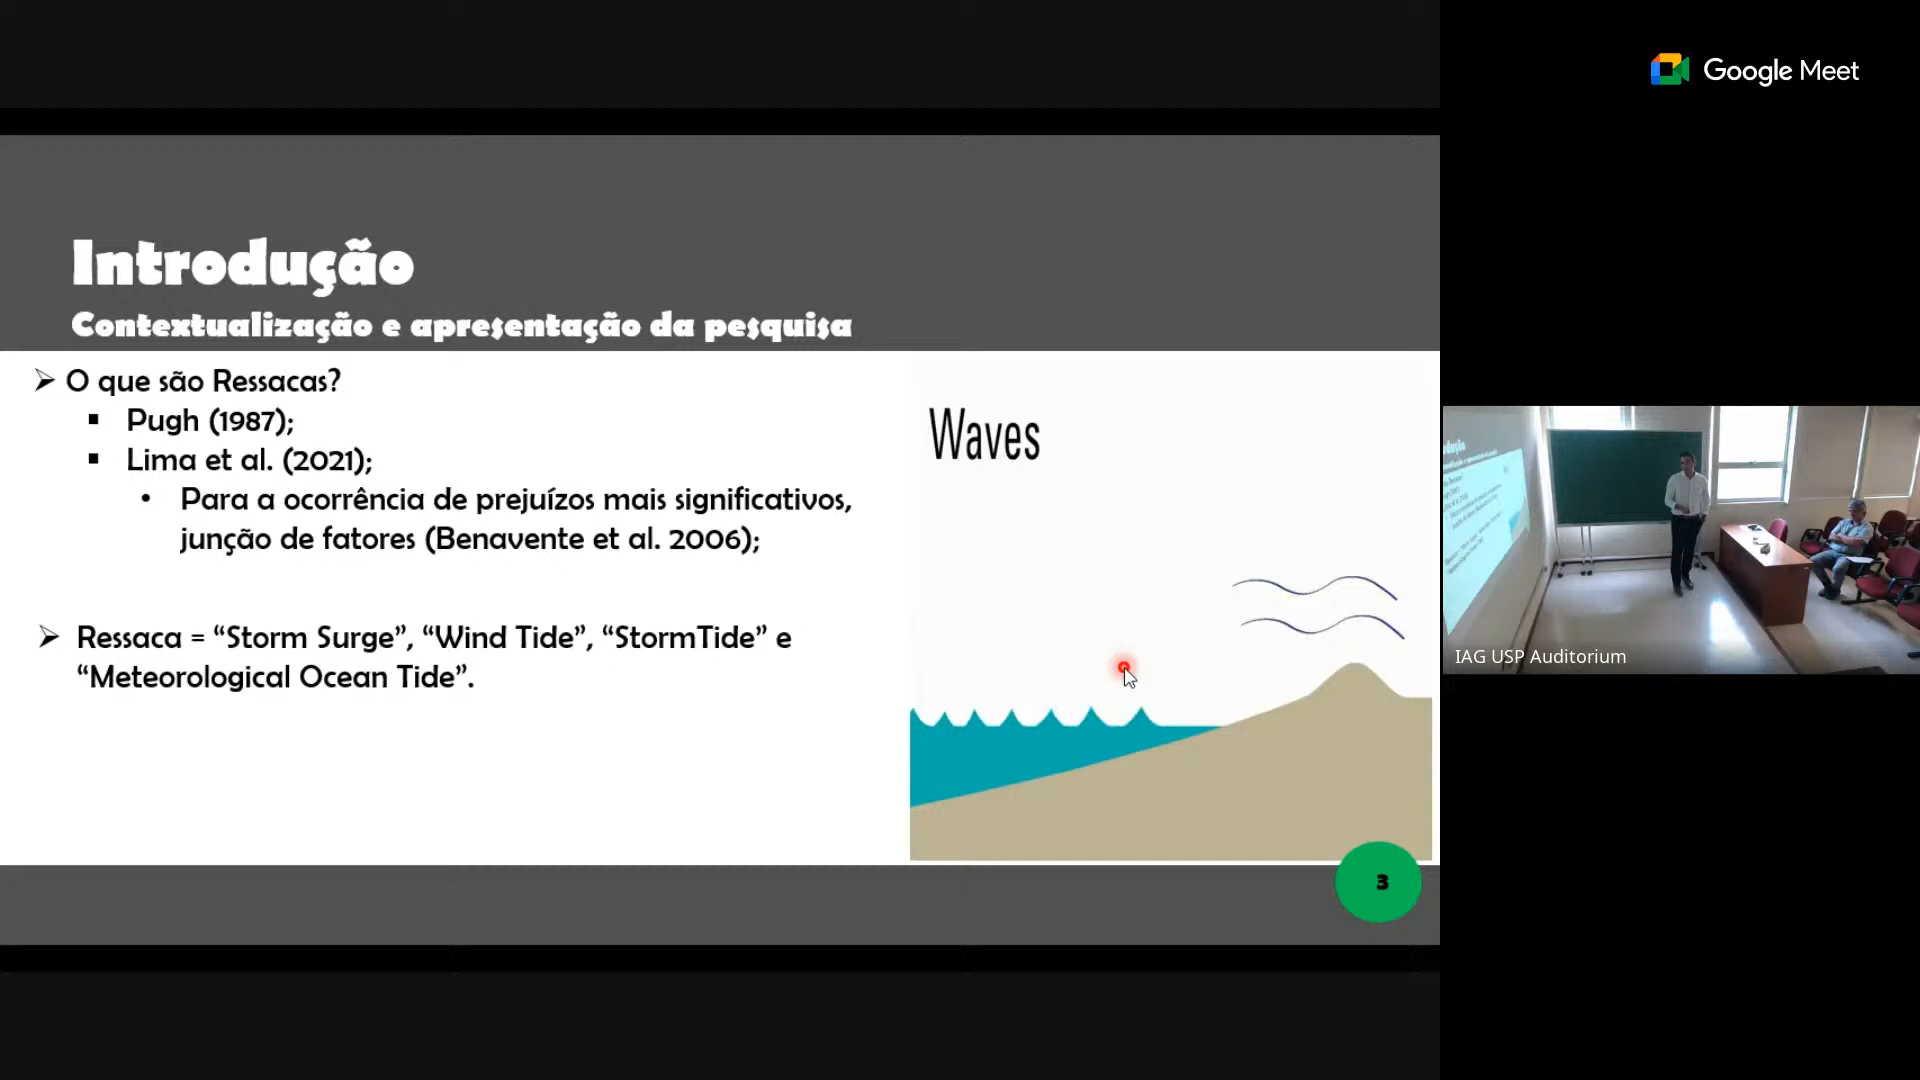 Google Meet
Introdução
Contextualização e apresentação da pesquisa
➢ O que são Ressacas?
▪ Pugh (1987);
▪ Lima et al. (2021);
• Para a ocorrência de prejuízos mais significativos,
junção de fatores (Benavente et al. 2006);
➢ Ressaca = “Storm Surge”, “Wind Tide”, “StormTide” e
“Meteorological Ocean Tide”.
Waves
3
IAG USP Auditorium